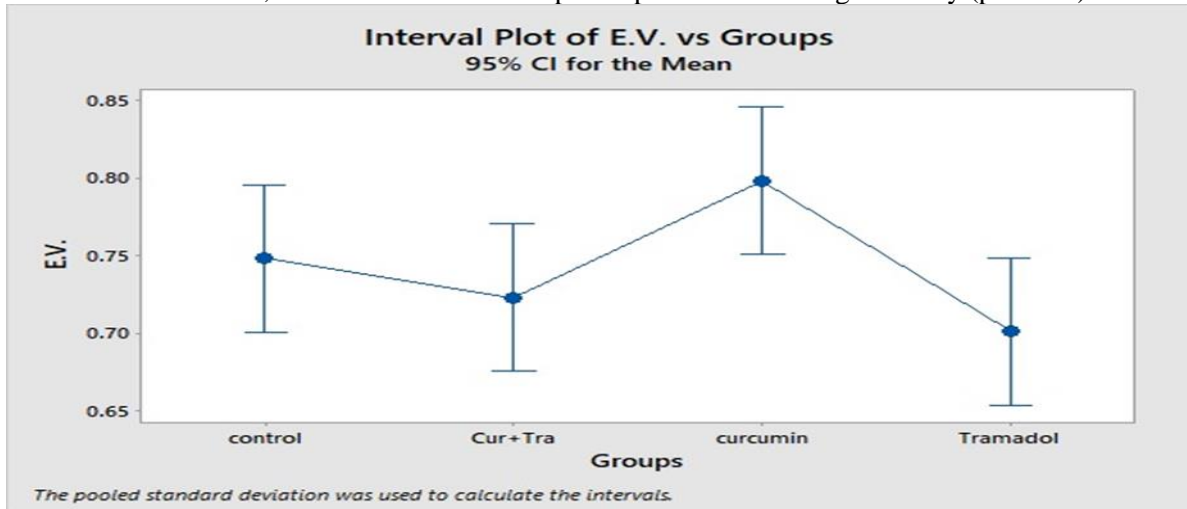 Interval Plot of E.V. vs Groups
95% CI for the Mean
0.85
0.80
0.75
0.70
0.65
E.V.
control Cur+Tra curcumin Tramadol
Groups
The pooled standard deviation was used to calculate the intervals.